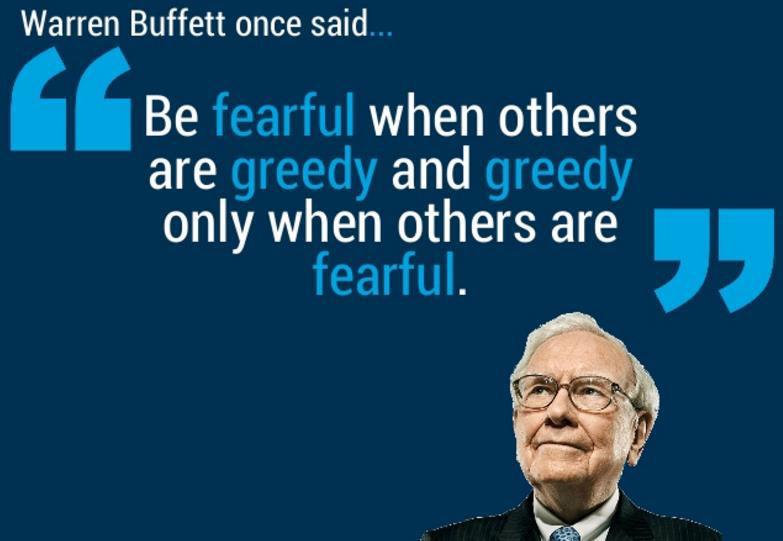 Warren Buffett once said...
Be fearful when others
are greedy and greedy
only when others are
fearful.